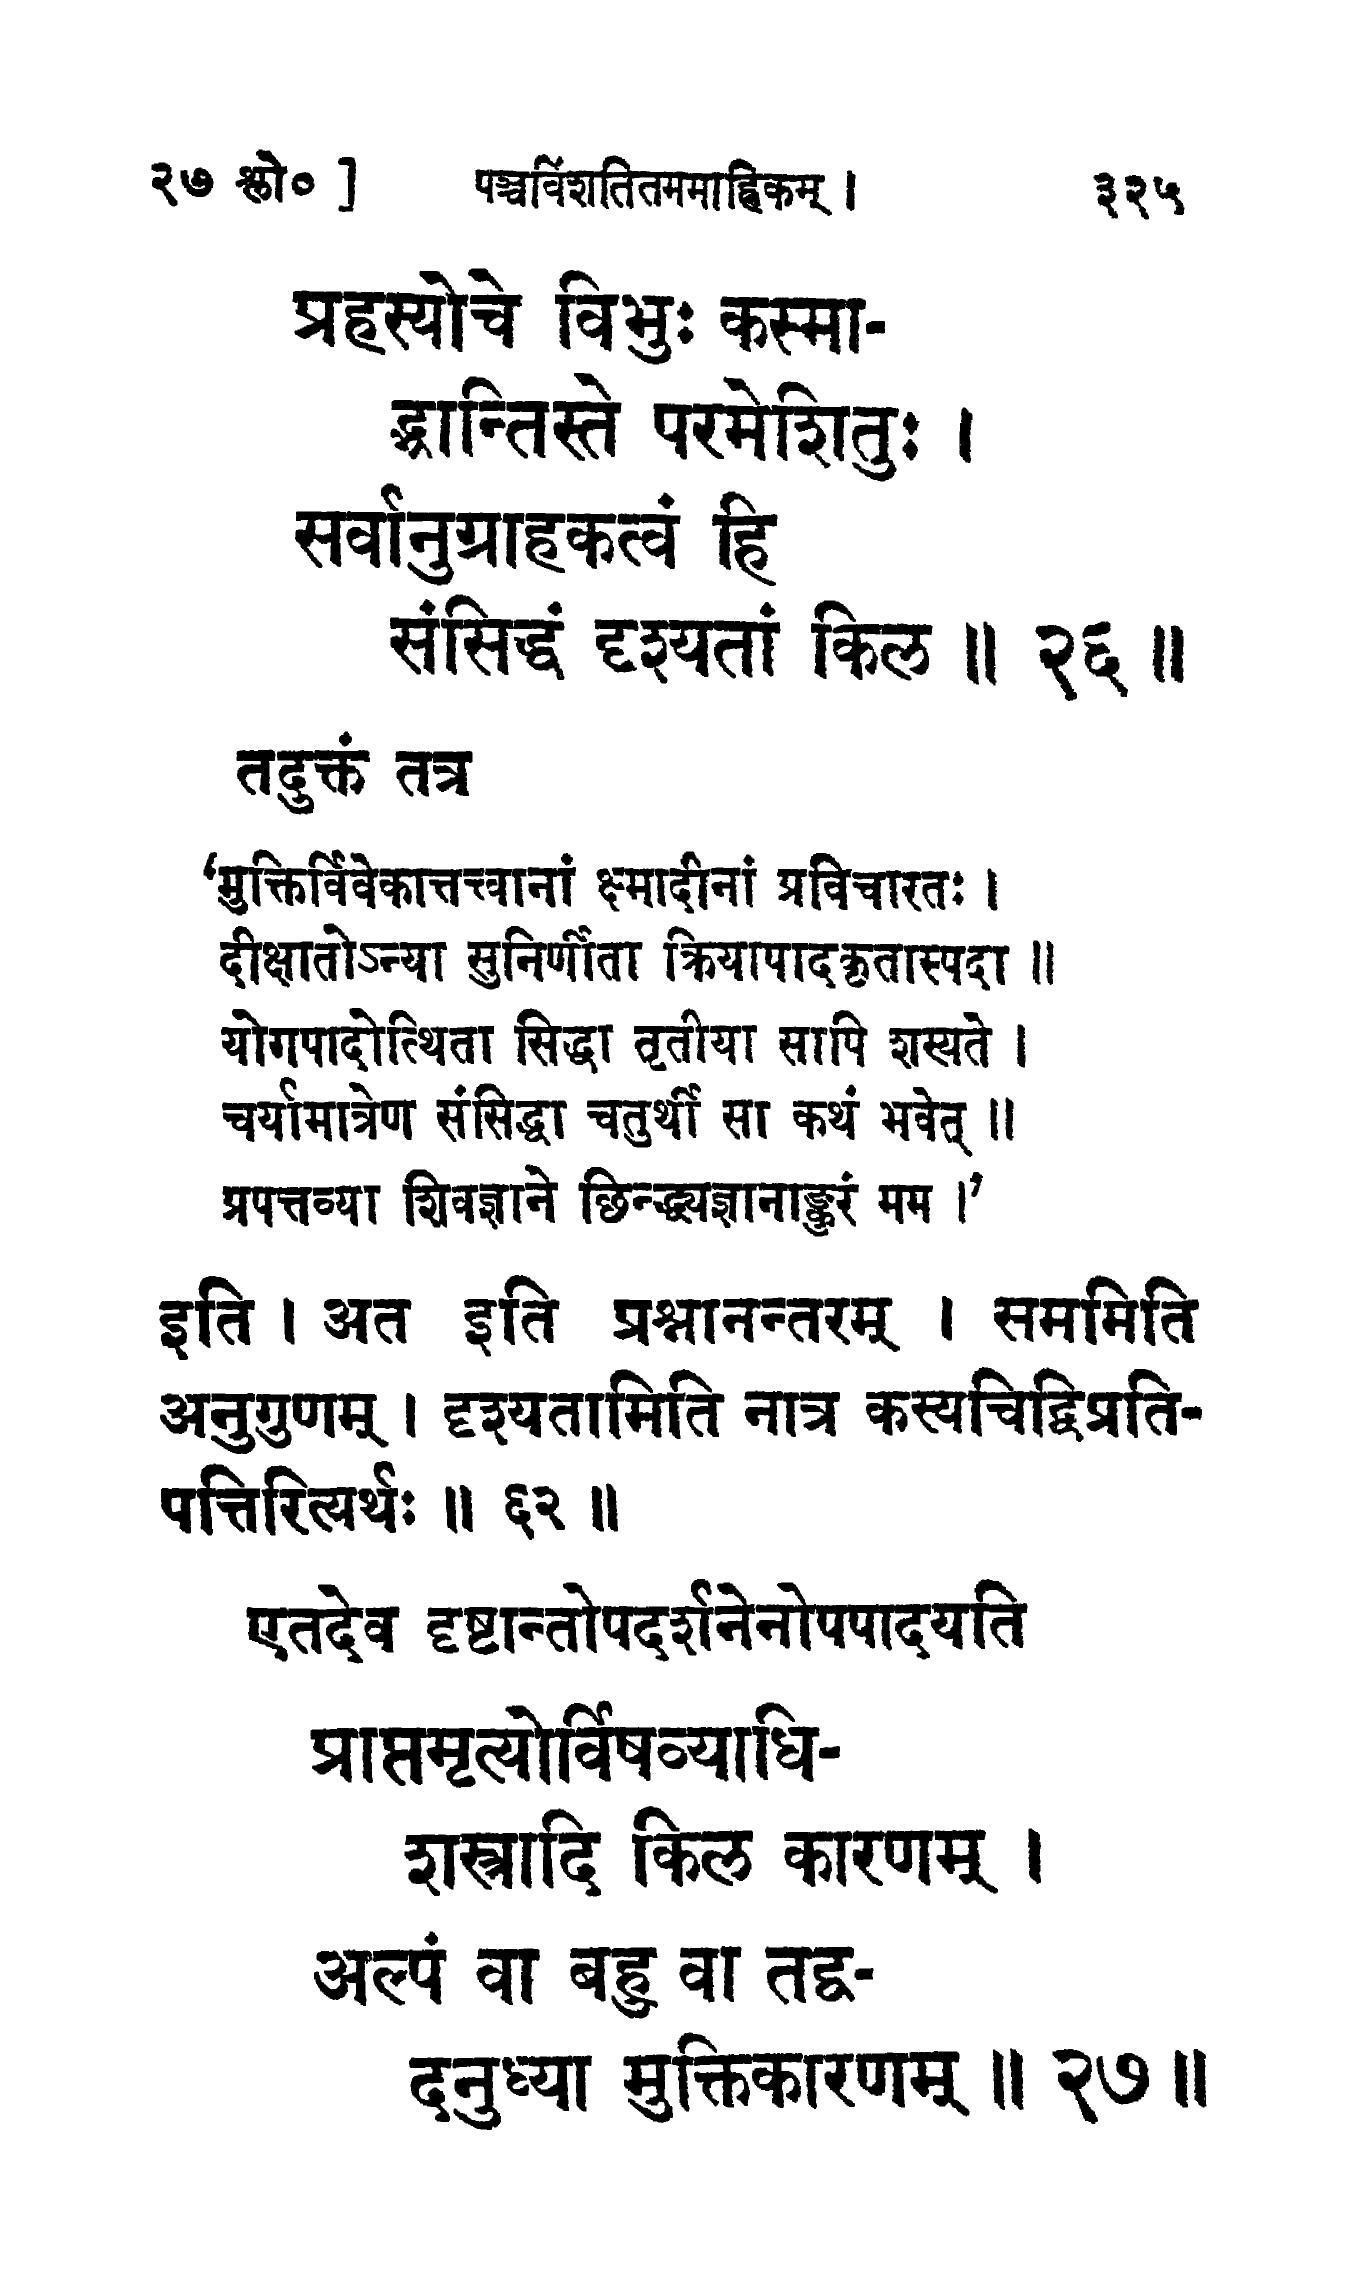 २७ श्लो० ] पञ्चविंशतितममाह्निकम् । ३२५
प्रहस्योचे विभुः कस्मा-
द्भ्रान्तिस्ते परमेशितुः ।
सर्वानुग्राहकत्वं हि
संसिद्धं दृश्यतां किल ॥ २६ ॥
तदुक्तं तत्र
‘मुक्तिर्विवेकात्तत्त्वानां क्ष्मादीनां प्रविचारतः ।
दीक्षातोऽन्या सुनिर्णीता क्रियापादकृतास्पदा ॥
योगपादोत्थिता सिद्धा तृतीया सापि शस्यते ।
चर्यामात्रेण संसिद्धा चतुर्थी सा कथं भवेत् ॥
प्रपत्तव्या शिवज्ञाने छिन्द्ध्यज्ञानाङ्कुरं मम ।’
इति । अत इति प्रश्नानन्तरम् । सममिति
अनुगुणम् । दृश्यतामिति नात्र कस्यचिद्विप्रति-
पत्तिरित्यर्थः ॥ ६२ ॥
एतदेव दृष्टान्तोपदर्शनेनोपपादयति
प्राप्तमृत्योर्विषव्याधि-
शस्त्रादि किल कारणम् ।
अल्पं वा बहु वा तद्व-
दनुध्या मुक्तिकारणम् ॥ २७ ॥